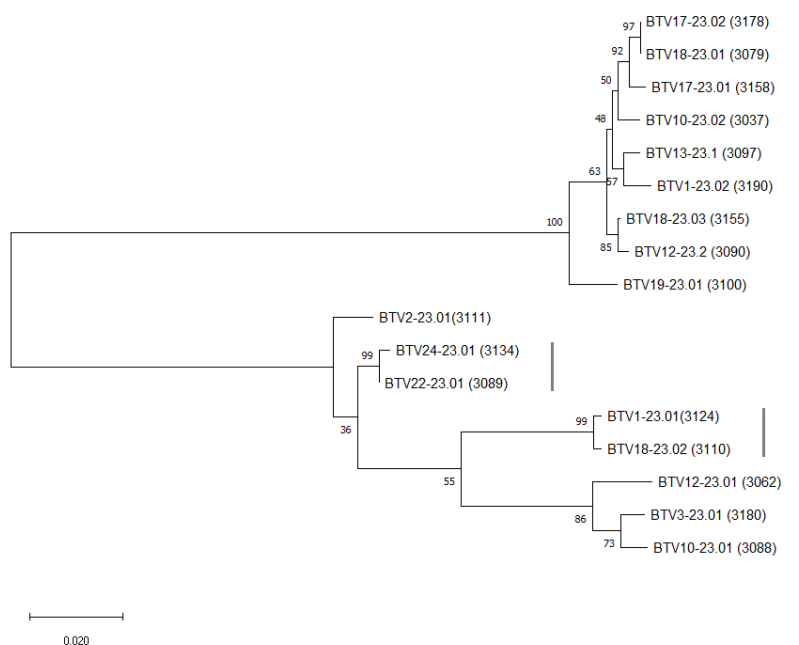 97
BTV17-23.02 (3178)
92
BTV18-23.01 (3079)
50
BTV17-23.01 (3158)
48
BTV10-23.02 (3037)
BTV13-23.1 (3097)
63
57
BTV1-23.02 (3190)
100
BTV18-23.03 (3155)
85
BTV12-23.2 (3090)
BTV19-23.01 (3100)
BTV2-23.01(3111)
99
BTV24-23.01 (3134)
BTV22-23.01 (3089)
36
99
BTV1-23.01(3124)
BTV18-23.02 (3110)
55
BTV12-23.01 (3062)
86
BTV3-23.01 (3180)
73
BTV10-23.01 (3088)
0.020